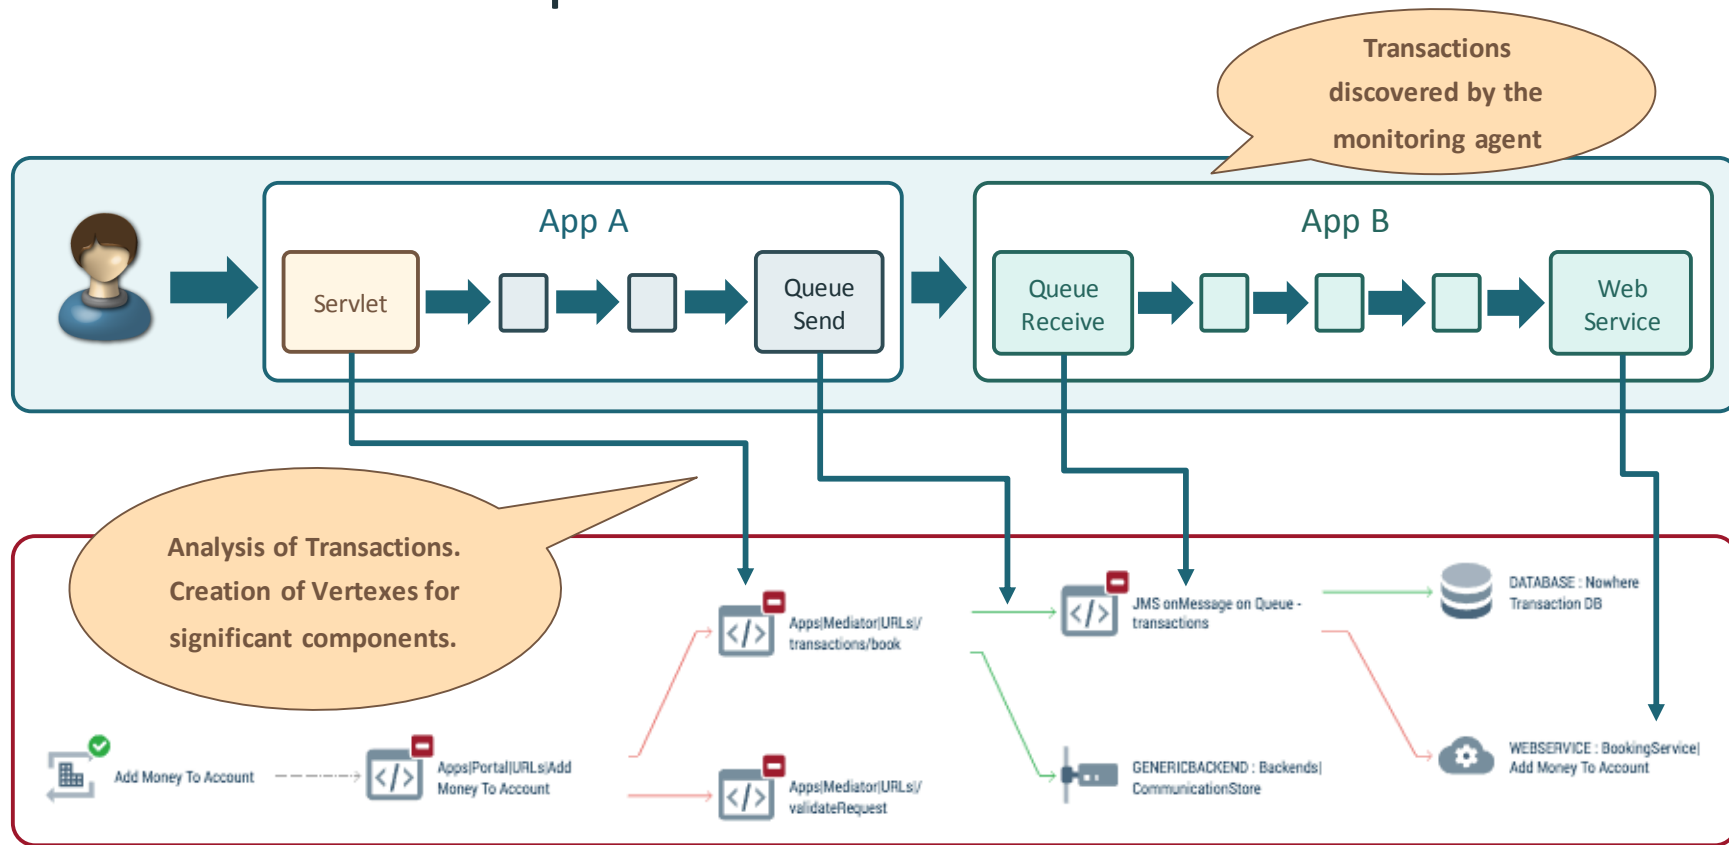 Transactions
discovered by the
monitoring agent
App A
App B
Servlet
Queue
Send
Queue
Receive
Web
Service
Analysis of Transactions.
Creation of Vertexes for
significant components.
Apps|Mediator|URLs|/
transactions/book
JMS onMessage on Queue -
transactions
DATABASE : Nowhere
Transaction DB
Add Money To Account
Apps|Portal|URLs|Add
Money To Account
Apps|Mediator|URLs|/
validateRequest
GENERICBACKEND : Backends|
CommunicationStore
WEBSERVICE : BookingService|
Add Money To Account